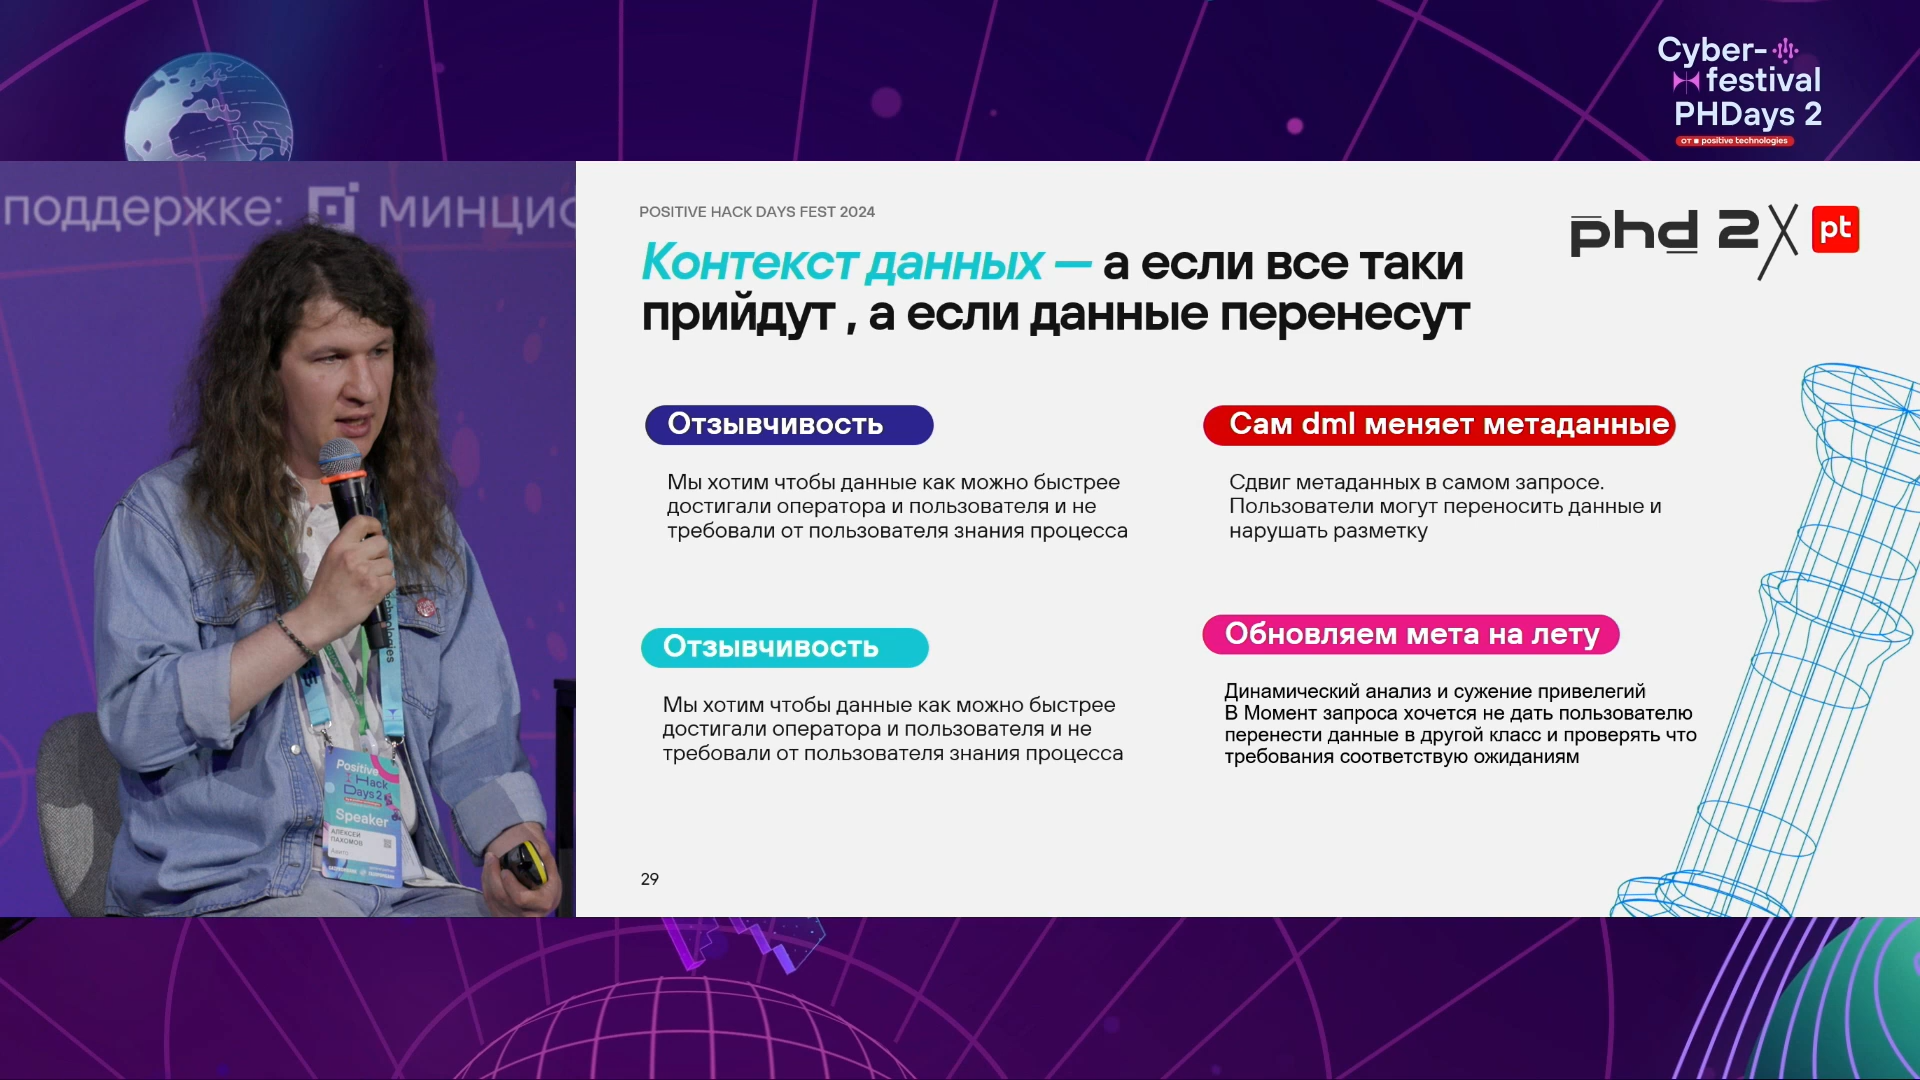 Cyber-
festival
PHDays 2
от positive technologies
поддержке:
POSITIVE HACK DAYS FEST 2024
phd 2
pt
Контекст данных — а если все таки
прийдут , а если данные перенесут
Отзывчивость
Мы хотим чтобы данные как можно быстрее
достигали оператора и пользователя и не
требовали от пользователя знания процесса
Сам dml меняет метаданные
Сдвиг метаданных в самом запросе.
Пользователи могут переносить данные и
нарушать разметку
Отзывчивость
Мы хотим чтобы данные как можно быстрее
достигали оператора и пользователя и не
требовали от пользователя знания процесса
Обновляем мета на лету
Динамический анализ и сужение привелегий
В Момент запроса хочется не дать пользователю
перенести данные в другой класс и проверять что
требования соответствую ожиданиям
29
Positive
Hack
Days 2
Speaker
АЛЕКСЕЙ
ПАХОМОВ